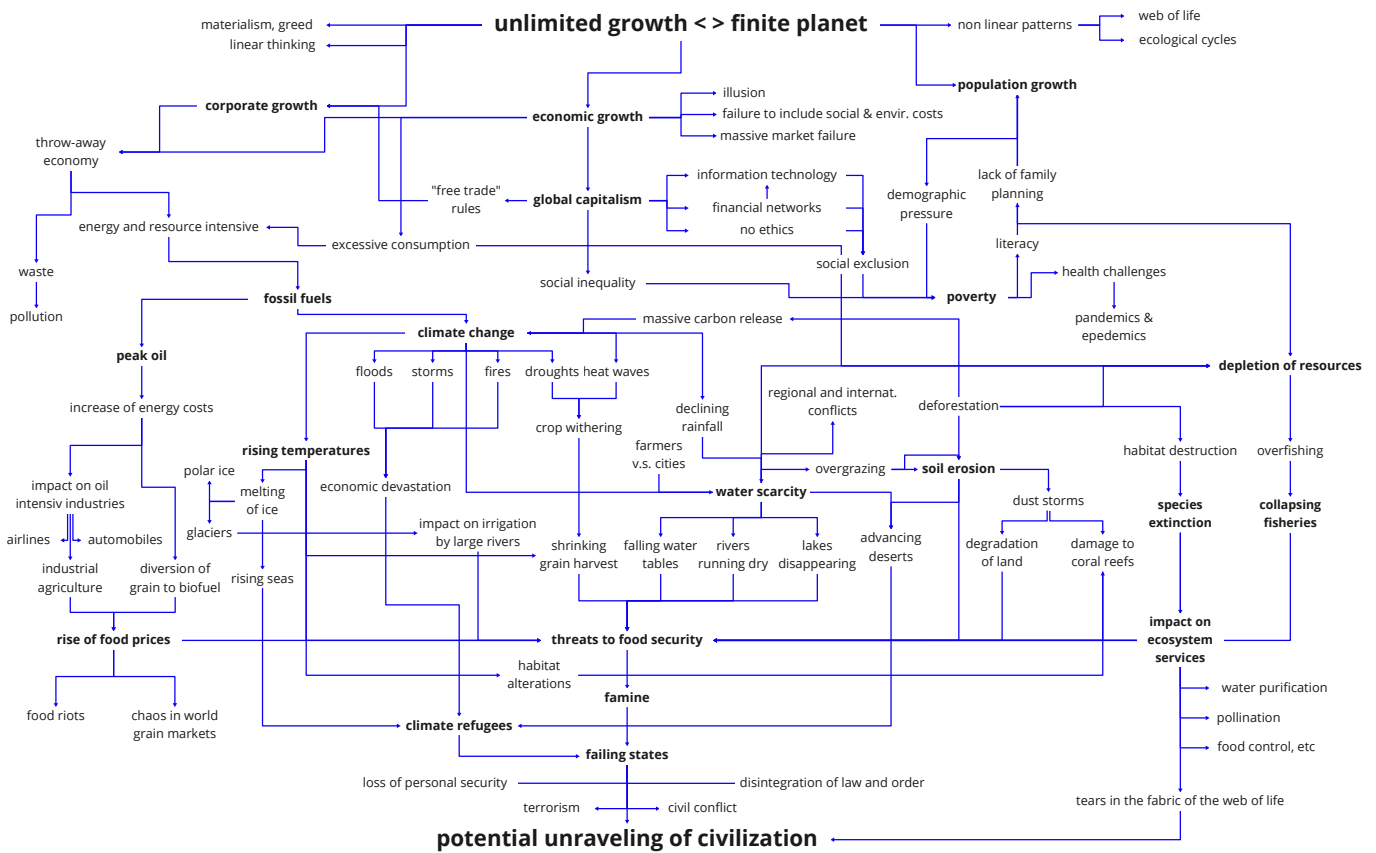 unlimited growth < > finite planet
materialism, greed
linear thinking
non linear patterns
web of life
ecological cycles
population growth
corporate growth
economic growth
illusion
failure to include social & envir. costs
massive market failure
throw-away
economy
"free trade"
rules
global capitalism
information technology
financial networks
no ethics
demographic
pressure
lack of family
planning
energy and resource intensive
excessive consumption
literacy
social exclusion
waste
pollution
social inequality
poverty
health challenges
pandemics &
epedemics
fossil fuels
climate change
massive carbon release
peak oil
floods
storms
fires
droughts
heat waves
depletion of resources
increase of energy costs
declining
rainfall
regional and internat.
conflicts
deforestation
crop withering
farmers
v.s. cities
rising temperatures
habitat destruction
overfishing
polar ice
melting
of ice
glaciers
economic devastation
overgrazing
soil erosion
water scarcity
dust storms
species
extinction
collapsing
fisheries
impact on oil
intensiv industries
airlines
automobiles
industrial
agriculture
diversion of
grain to biofuel
rising seas
impact on irrigation
by large rivers
shrinking
grain harvest
falling water
tables
rivers
running dry
lakes
disappearing
advancing
deserts
degradation
of land
damage to
coral reefs
rise of food prices
threats to food security
impact on
ecosystem
services
habitat
alterations
famine
food riots
chaos in world
grain markets
climate refugees
water purification
pollination
food control, etc
failing states
loss of personal security
disintegration of law and order
terrorism
civil conflict
tears in the fabric of the web of life
potential unraveling of civilization